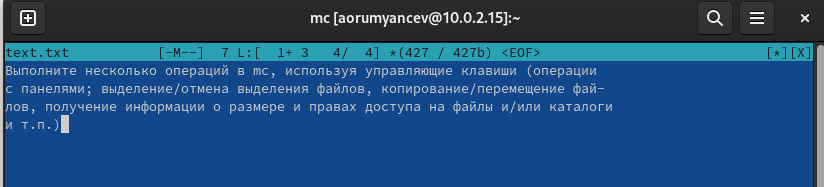 mc [aorumyancev@10.0.2.15]:~
text.txt [-M--] 7 L:[ 1+ 3 4/ 4] *(427 / 427b) <EOF> [*][X]
Выполните несколько операций в mc, используя управляющие клавиши (операции
с панелями; выделение/отмена выделения файлов, копирование/перемещение фай-
лов, получение информации о размере и правах доступа на файлы и/или каталоги
и т.п.)